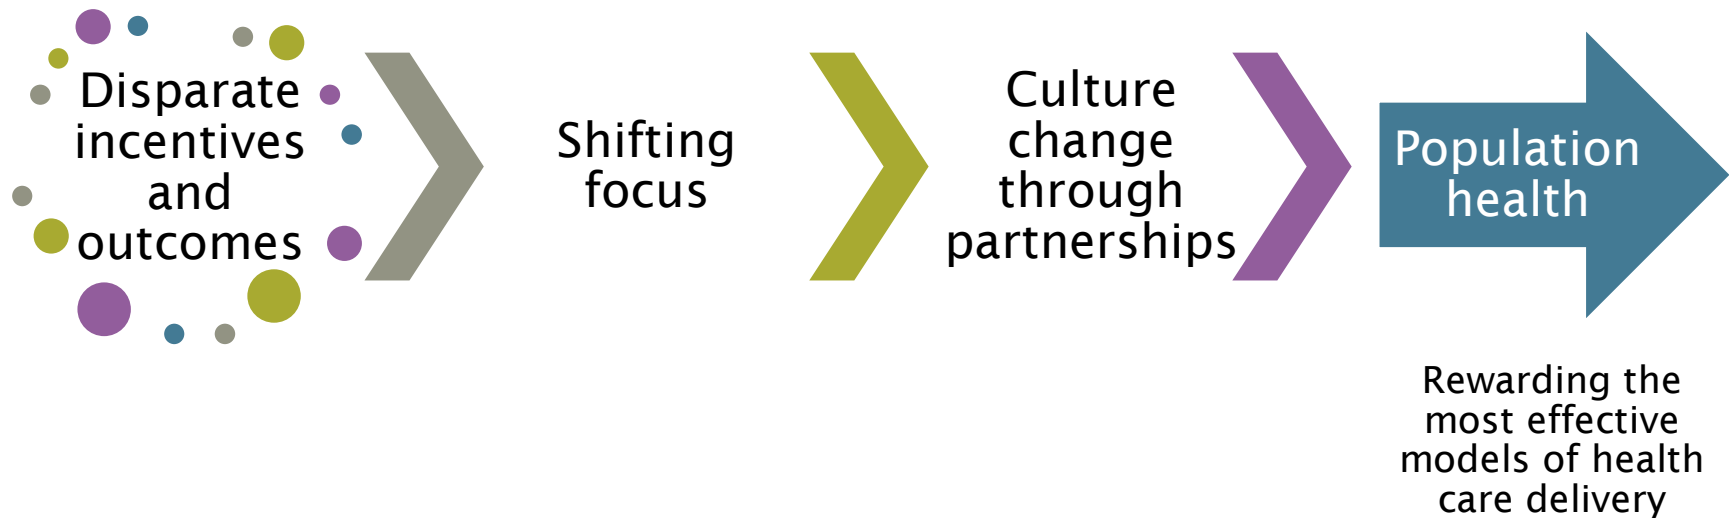 Disparate
incentives
and
outcomes
Shifting
focus
Culture
change
through
partnerships
Population
health
Rewarding the
most effective
models of health
care delivery